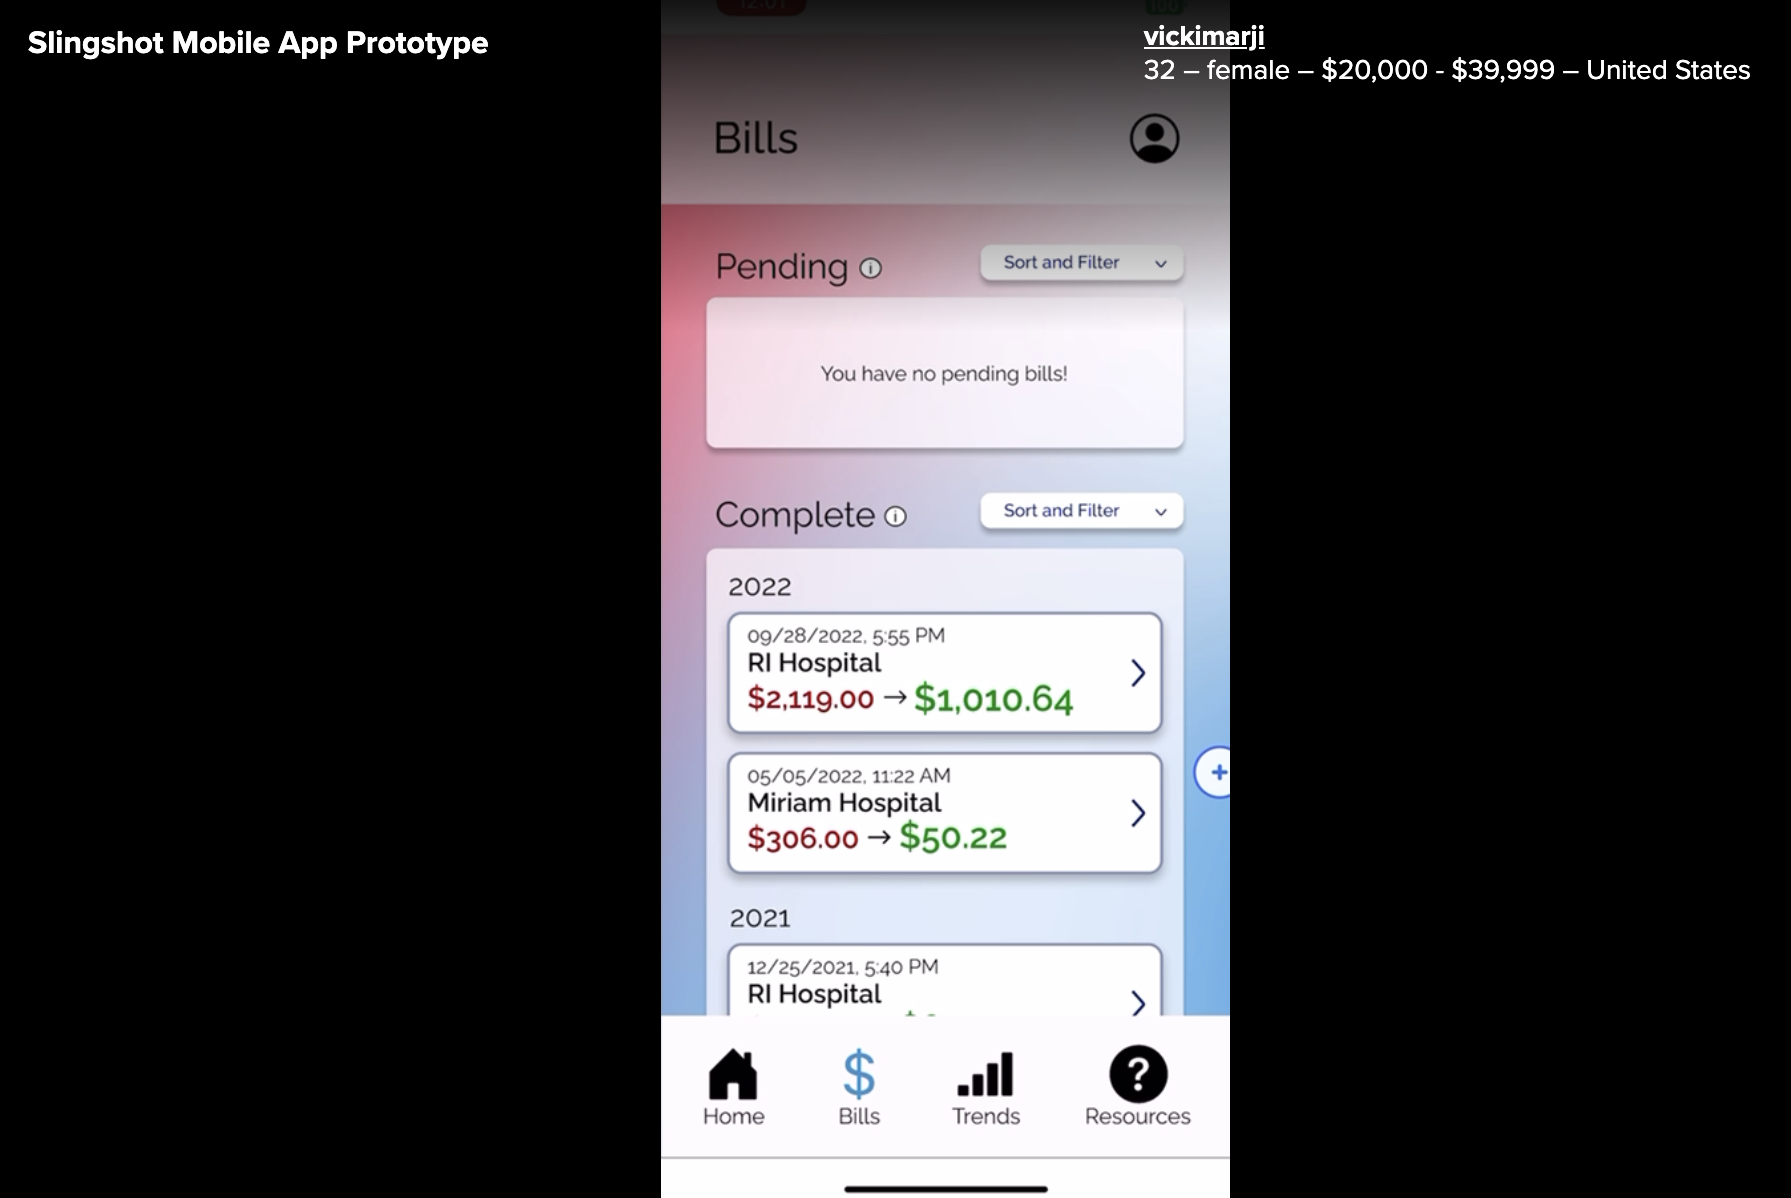 Slingshot Mobile App Prototype
vickimarji
32 – female – $20,000 - $39,999 – United States
12:01
100
Bills
Pending
Sort and Filter
You have no pending bills!
Complete
Sort and Filter
2022
09/28/2022, 5:55 PM
RI Hospital
$2,119.00 → $1,010.64
05/05/2022, 11:22 AM
Miriam Hospital
$306.00 → $50.22
2021
12/25/2021, 5:40 PM
RI Hospital
Home
Bills
Trends
Resources